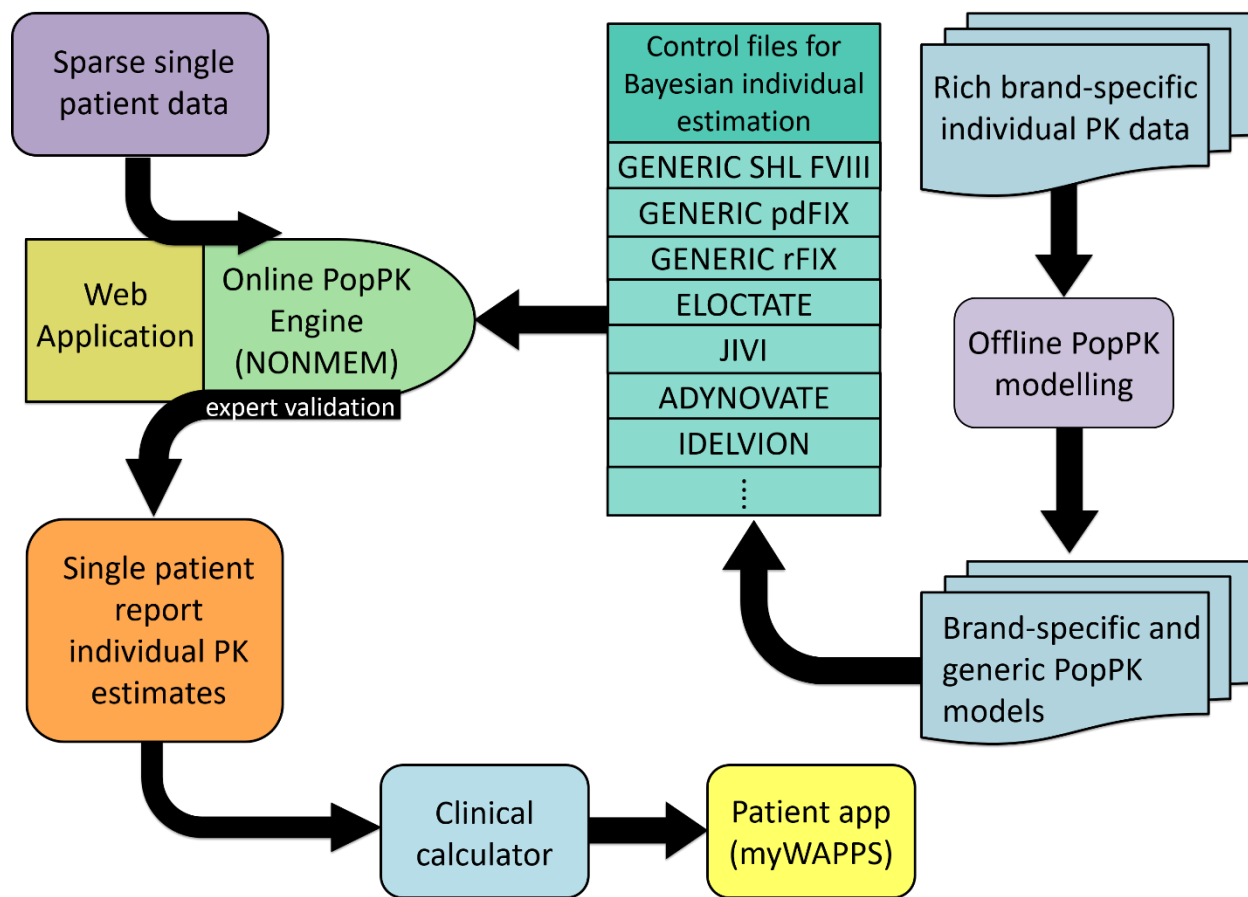 Sparse single
patient data
Web
Application
Online PopPK
Engine
(NONMEM)
expert validation
Single patient
report
individual PK
estimates
Clinical
calculator
Patient app
(myWAPPS)
Control files for
Bayesian individual
estimation
GENERIC SHL FVIII
GENERIC pdFIX
GENERIC rFIX
ELOCTATE
JIVI
ADYNOVATE
IDELVION
⋮
Rich brand-specific
individual PK data
Offline PopPK
modelling
Brand-specific and
generic PopPK
models